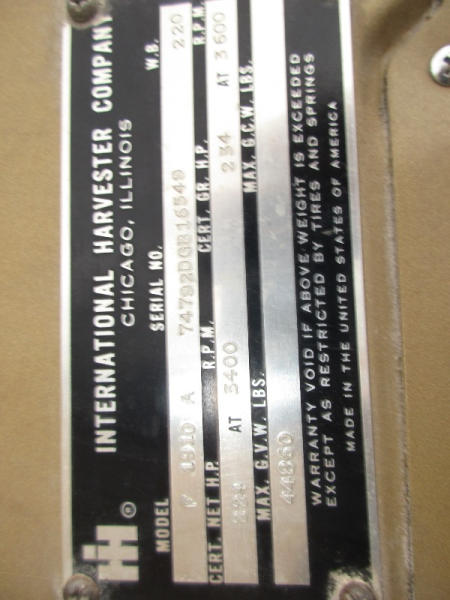 INTERNATIONAL HARVESTER COMPANY
CHICAGO, ILLINOIS
IH ®
MODEL SERIAL NO. W.B.
1910 A 74792DGB16549 220
CERT. NET H.P. R.P.M. CERT. GR. H.P. R.P.M.
AT 3400 234 AT 3600
MAX. G.V.W. LBS. MAX. G.C.W. LBS.
44860
WARRANTY VOID IF ABOVE WEIGHT IS EXCEEDED
EXCEPT AS RESTRICTED BY TIRES AND SPRINGS
MADE IN THE UNITED STATES OF AMERICA